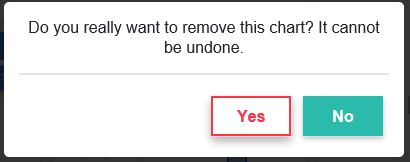 Do you really want to remove this chart? It cannot
be undone.
Yes No